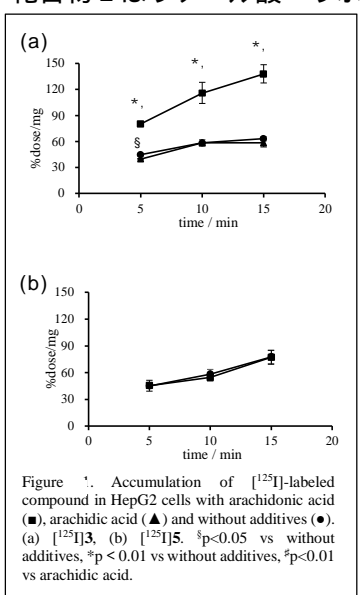 (a)
*, *, *,
§
150
120
90
60
30
0
%dose/mg
0 5 10 15 20
time / min
(b)
150
120
90
60
30
0
%dose/mg
0 5 10 15 20
time / min
Figure . Accumulation of [¹²⁵I]-labeled
compound in HepG2 cells with arachidonic acid
(■), arachidic acid (▲) and without additives (●).
(a) [¹²⁵I]3, (b) [¹²⁵I]5. §p<0.05 vs without
additives, *p < 0.01 vs without additives, ♯p<0.01
vs arachidic acid.